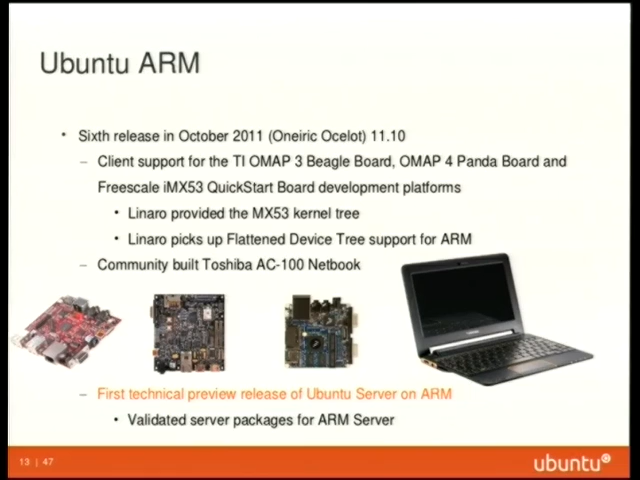 Ubuntu ARM
• Sixth release in October 2011 (Oneiric Ocelot) 11.10
– Client support for the TI OMAP 3 Beagle Board, OMAP 4 Panda Board and
Freescale iMX53 QuickStart Board development platforms
• Linaro provided the MX53 kernel tree
• Linaro picks up Flattened Device Tree support for ARM
– Community built Toshiba AC-100 Netbook
– First technical preview release of Ubuntu Server on ARM
• Validated server packages for ARM Server
13 | 47
ubuntu®